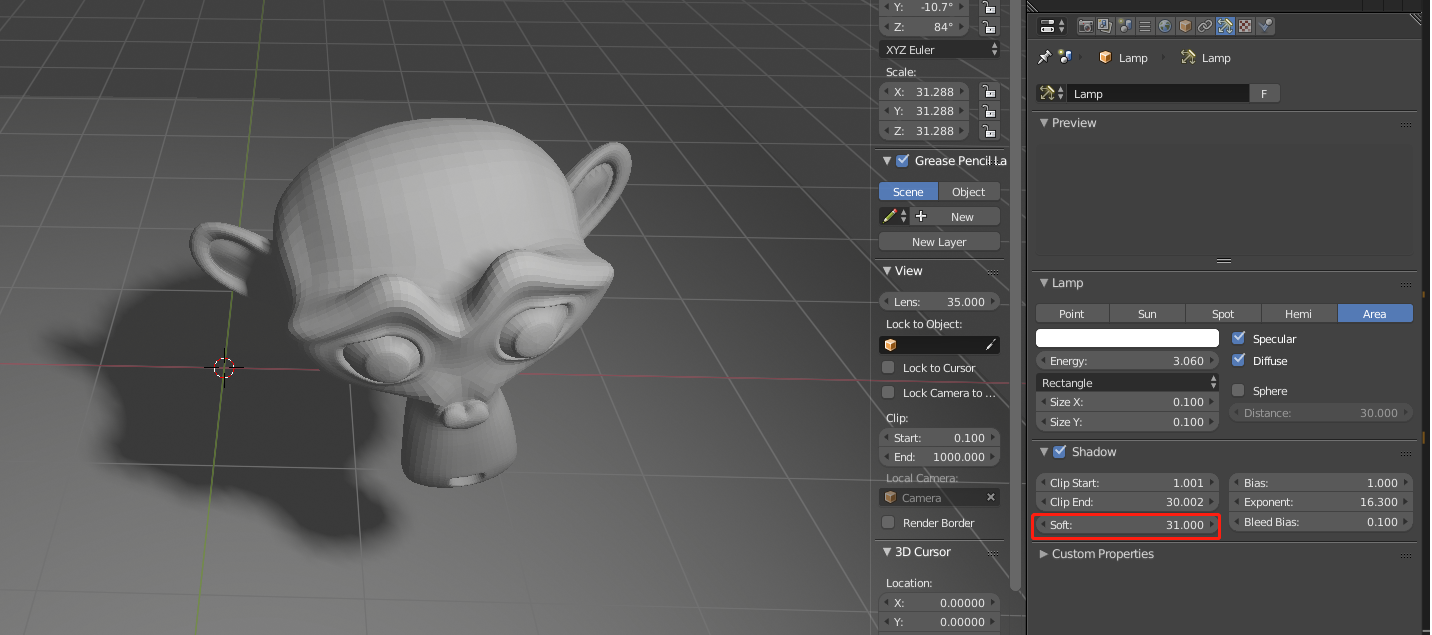 Y: -10.7°
Z: 84°
XYZ Euler
Scale:
X: 31.288
Y: 31.288
Z: 31.288
Grease Pencil La
Scene Object
New
New Layer
View
Lens: 35.000
Lock to Object:
Lock to Cursor
Lock Camera to ...
Clip:
Start: 0.100
End: 1000.000
Local Camera:
Camera
Render Border
3D Cursor
Location:
X: 0.00000
Y: 0.00000
Lamp Lamp
Lamp F
Preview
Lamp
Point Sun Spot Hemi Area
Specular
Energy: 3.060
Diffuse
Rectangle
Sphere
Size X: 0.100
Distance: 30.000
Size Y: 0.100
Shadow
Clip Start: 1.001
Bias: 1.000
Clip End: 30.002
Exponent: 16.300
Soft: 31.000
Bleed Bias: 0.100
Custom Properties